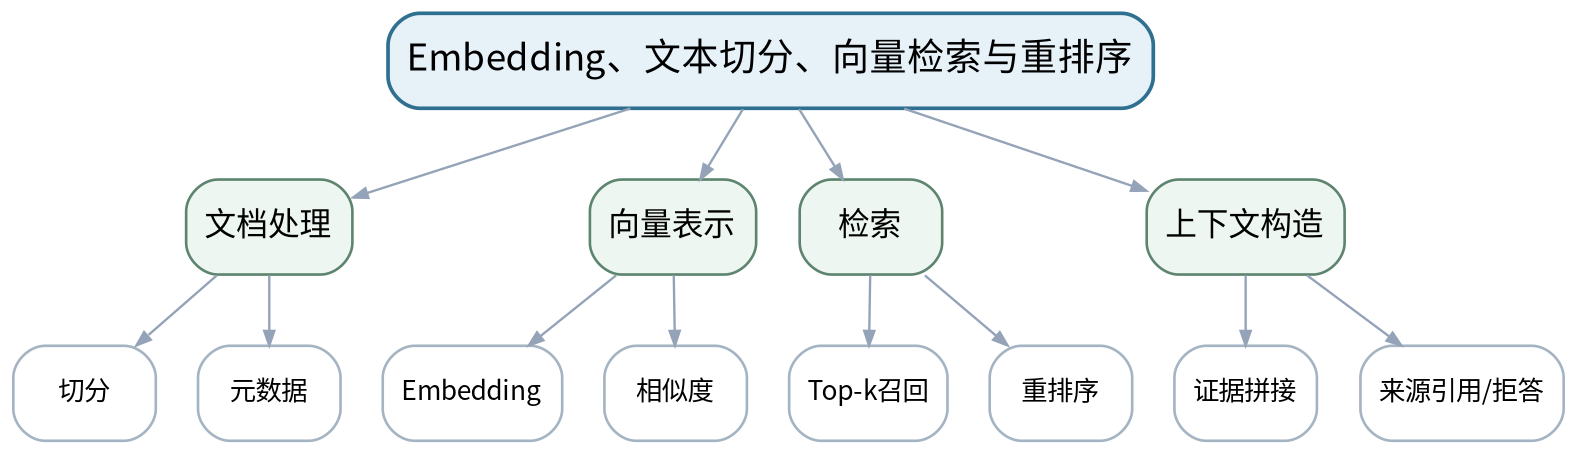 Embedding、文本切分、向量检索与重排序
文档处理
向量表示
检索
上下文构造
切分
元数据
Embedding
相似度
Top-k召回
重排序
证据拼接
来源引用/拒答